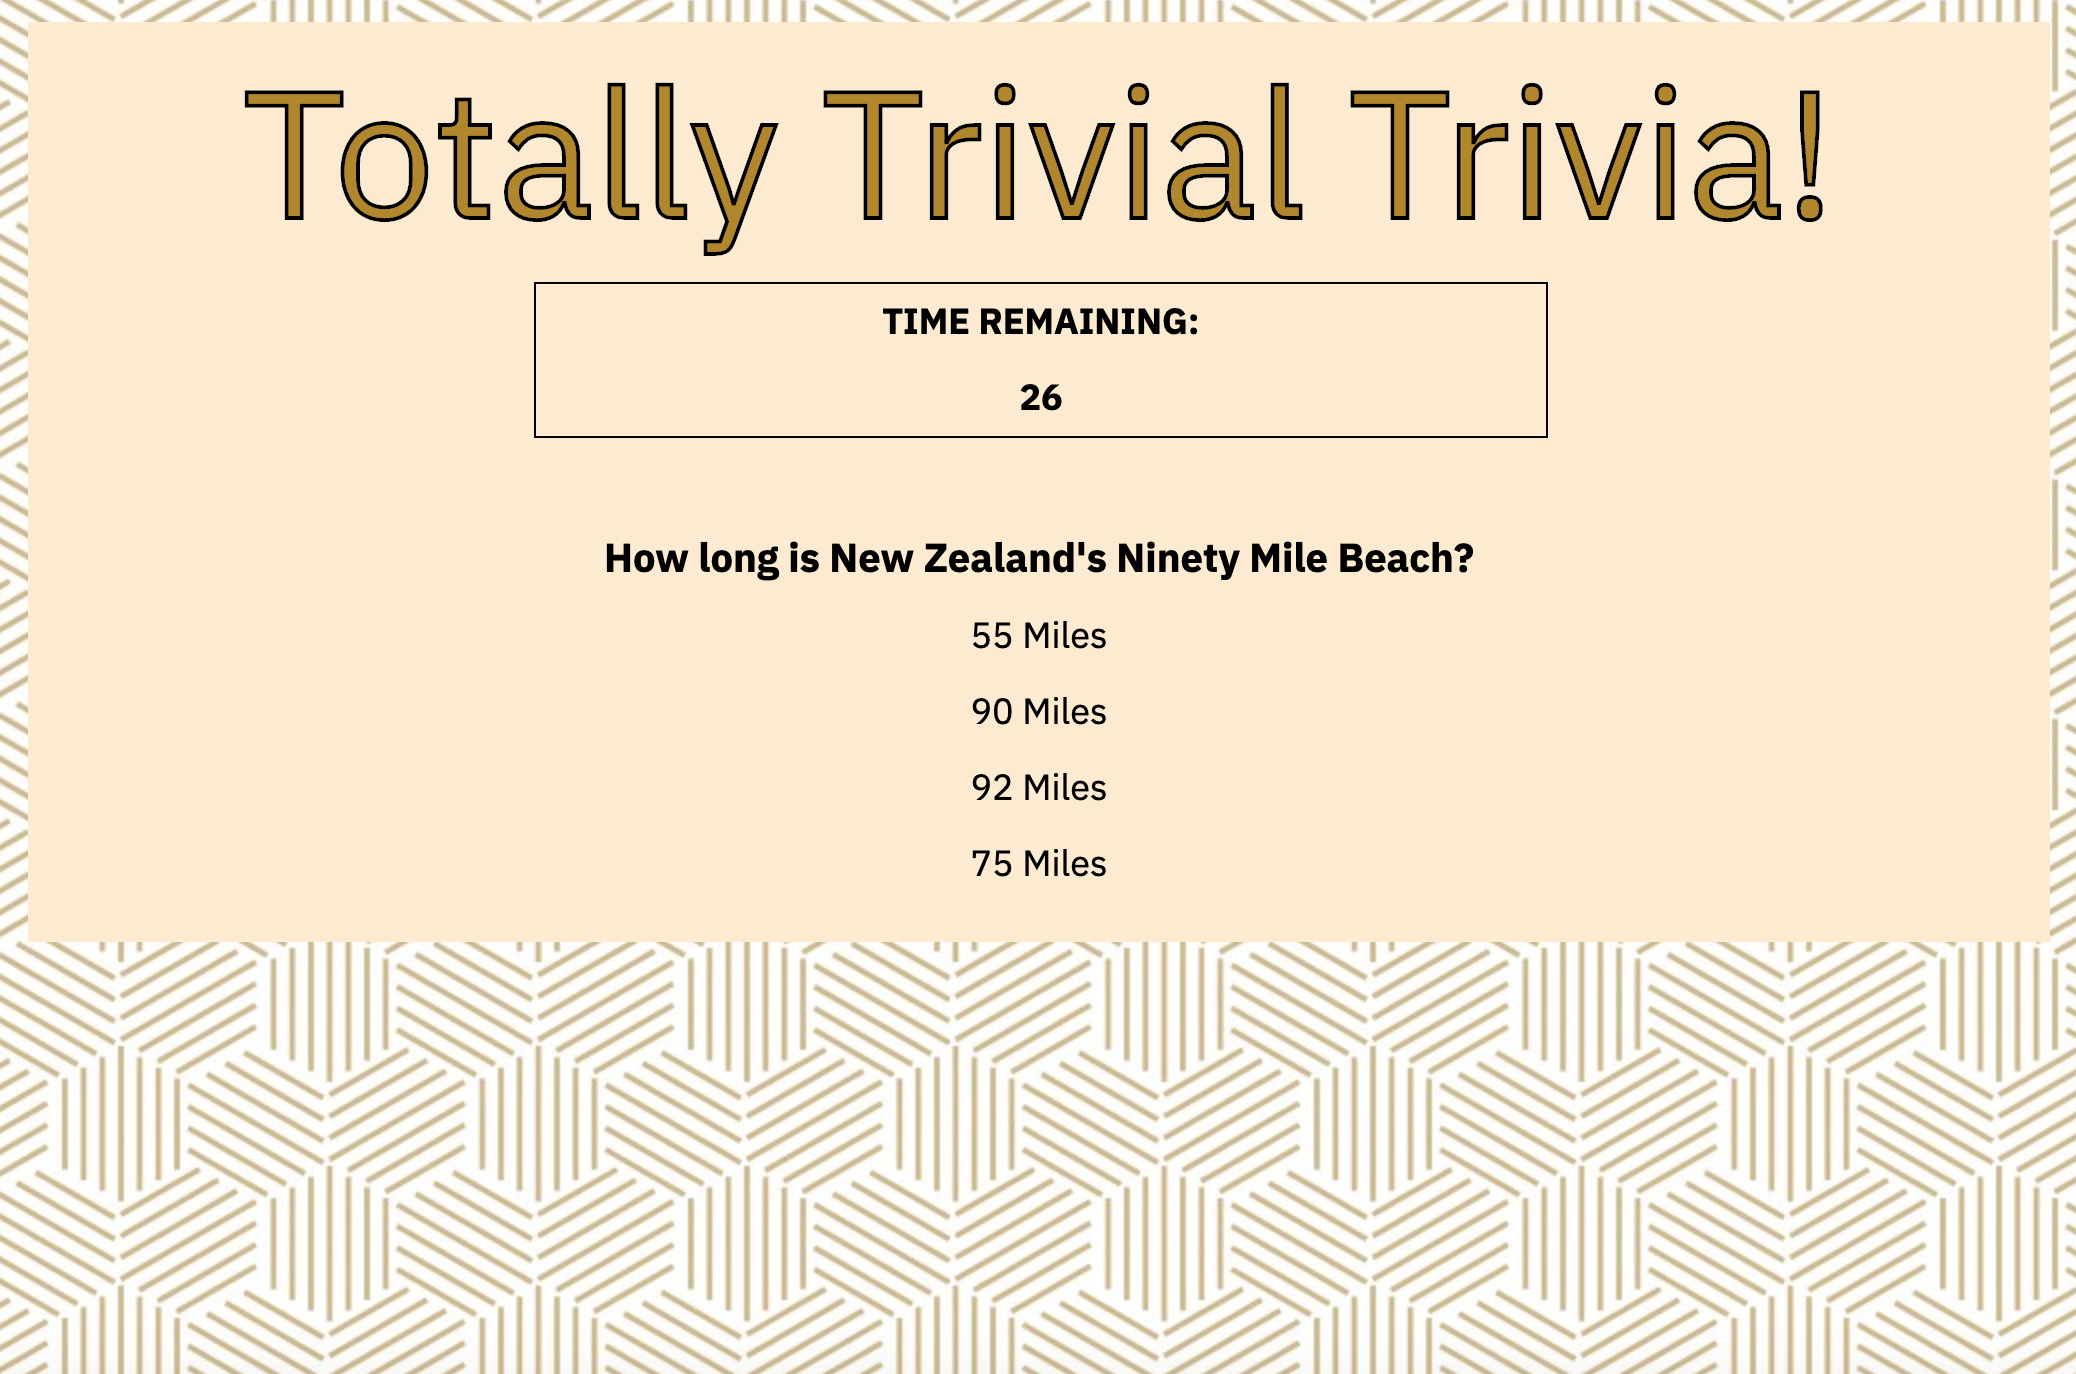 Totally Trivial Trivia!
TIME REMAINING:
26
How long is New Zealand's Ninety Mile Beach?
55 Miles
90 Miles
92 Miles
75 Miles